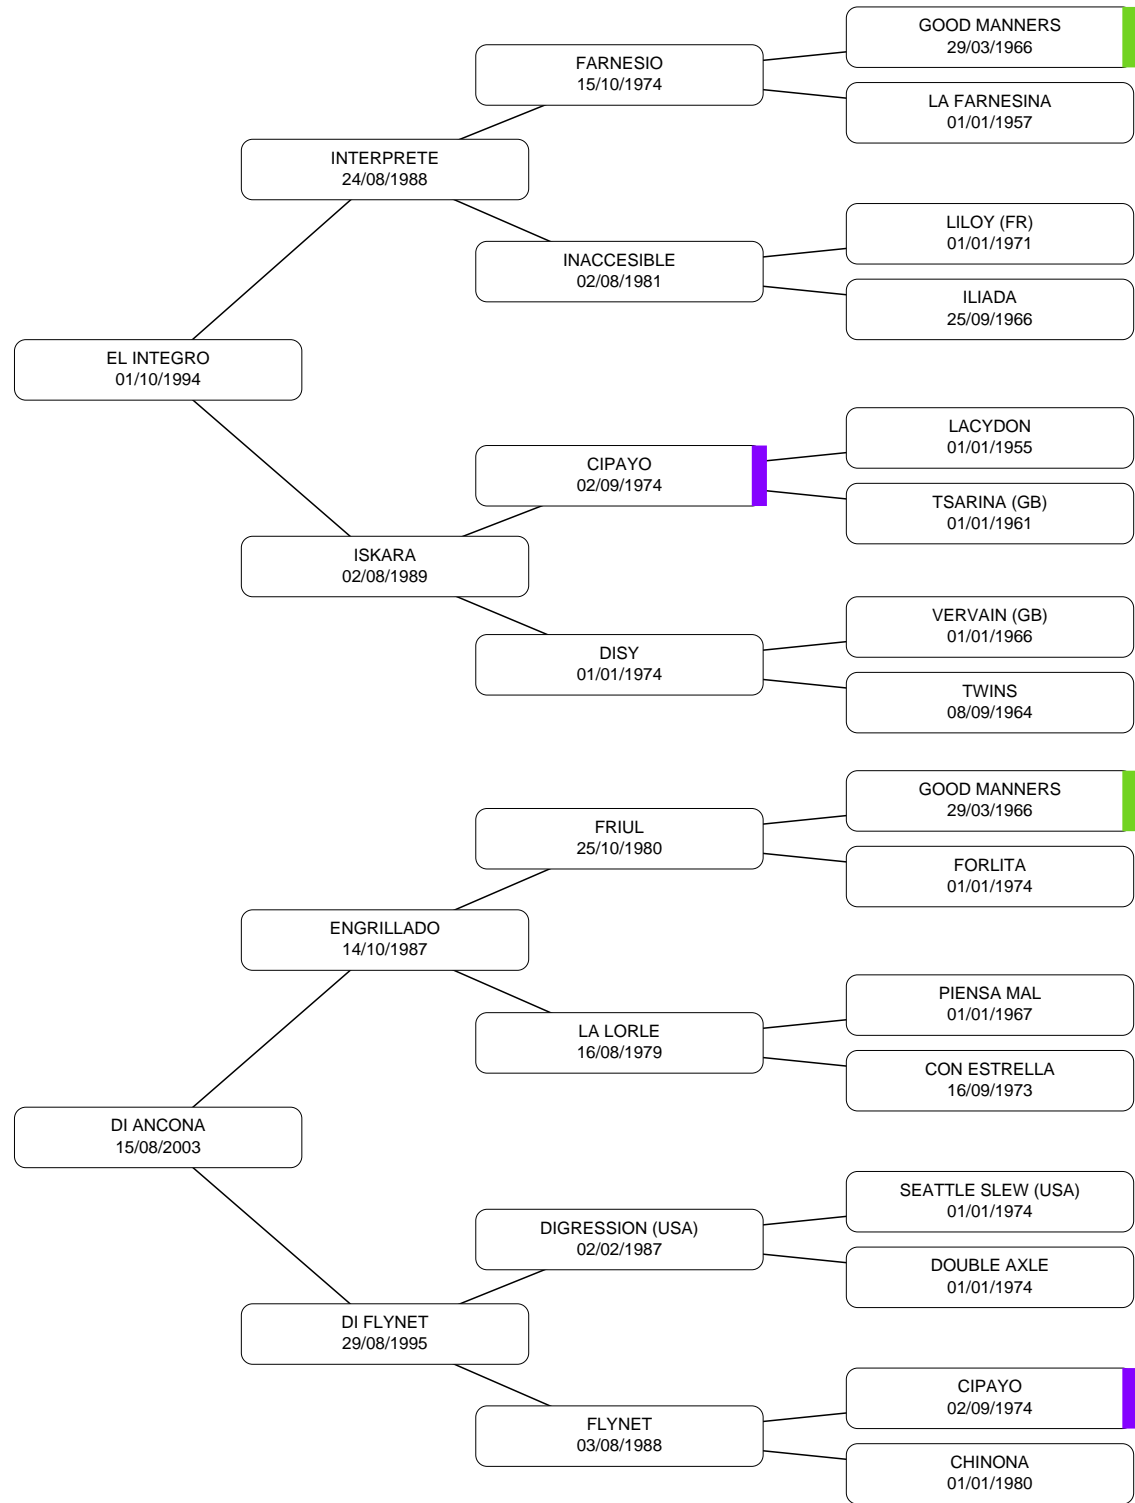 GOOD MANNERS
29/03/1966
FARNESIO
15/10/1974
LA FARNESINA
01/01/1957
INTERPRETE
24/08/1988
LILOY (FR)
01/01/1971
INACCESIBLE
02/08/1981
ILIADA
25/09/1966
EL INTEGRO
01/10/1994
LACYDON
01/01/1955
CIPAYO
02/09/1974
TSARINA (GB)
01/01/1961
ISKARA
02/08/1989
VERVAIN (GB)
01/01/1966
DISY
01/01/1974
TWINS
08/09/1964
GOOD MANNERS
29/03/1966
FRIUL
25/10/1980
FORLITA
01/01/1974
ENGRILLADO
14/10/1987
PIENSA MAL
01/01/1967
LA LORLE
16/08/1979
CON ESTRELLA
16/09/1973
DI ANCONA
15/08/2003
SEATTLE SLEW (USA)
01/01/1974
DIGRESSION (USA)
02/02/1987
DOUBLE AXLE
01/01/1974
DI FLYNET
29/08/1995
CIPAYO
02/09/1974
FLYNET
03/08/1988
CHINONA
01/01/1980